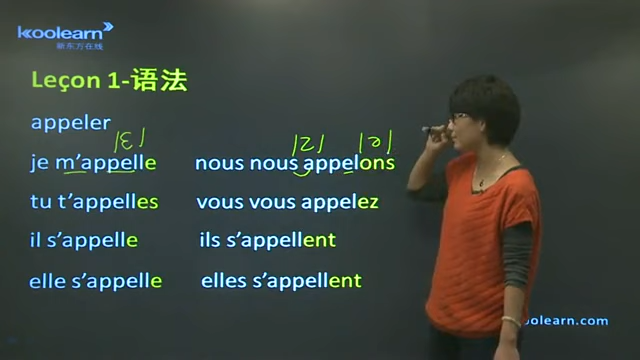 koolearn
新东方在线
Leçon 1-语法
appeler
/ɛ/ /z/ /ə/
je m'appelle nous nous appelons
tu t'appelles vous vous appelez
il s'appelle ils s'appellent
elle s'appelle elles s'appellent
oolearn.com